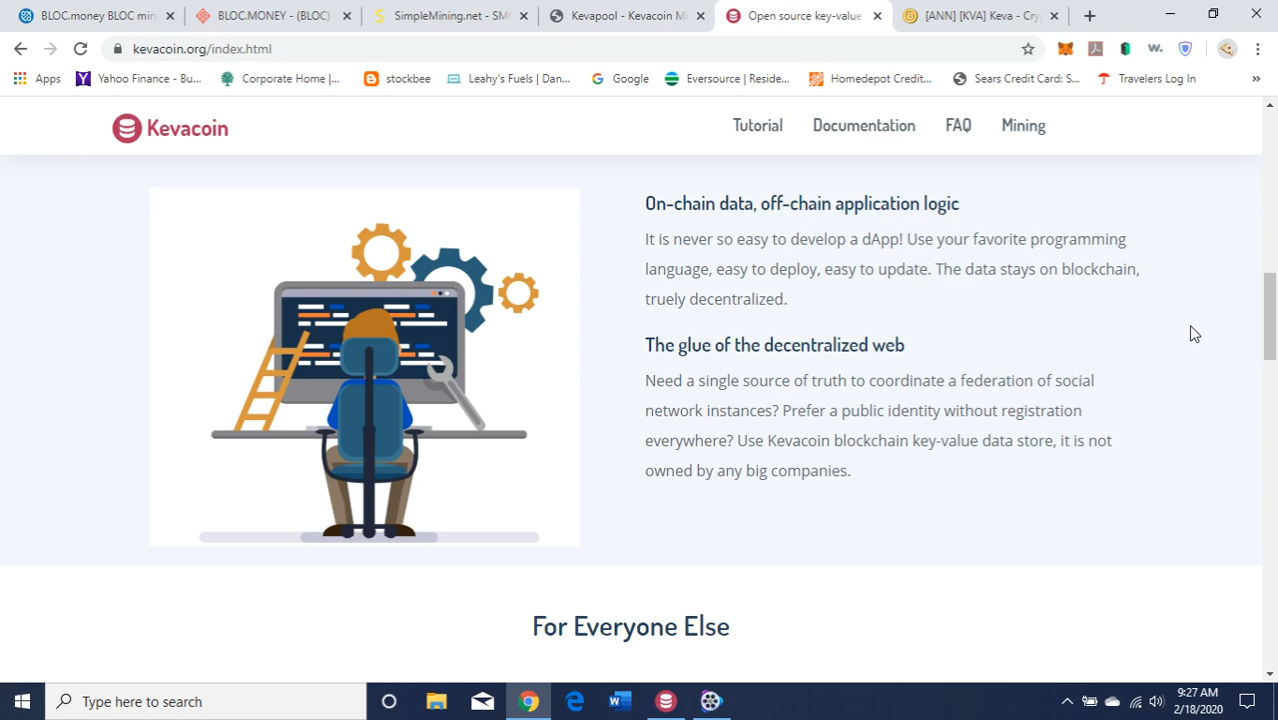 BLOC.money BLOC min
BLOC.MONEY - (BLOC)
SimpleMining.net - SMO
Kevapool - Kevacoin M
Open source key-value
[ANN] [KVA] Keva - Cry
kevacoin.org/index.html
Apps
Yahoo Finance - Bu...
Corporate Home |...
stockbee
Leahy's Fuels | Dan...
Google
Eversource | Reside...
Homedepot Credit...
Sears Credit Card: S...
Travelers Log In
»
Kevacoin
Tutorial
Documentation
FAQ
Mining
On-chain data, off-chain application logic
It is never so easy to develop a dApp! Use your favorite programming
language, easy to deploy, easy to update. The data stays on blockchain,
truely decentralized.
The glue of the decentralized web
Need a single source of truth to coordinate a federation of social
network instances? Prefer a public identity without registration
everywhere? Use Kevacoin blockchain key-value data store, it is not
owned by any big companies.
For Everyone Else
Type here to search
9:27 AM
2/18/2020